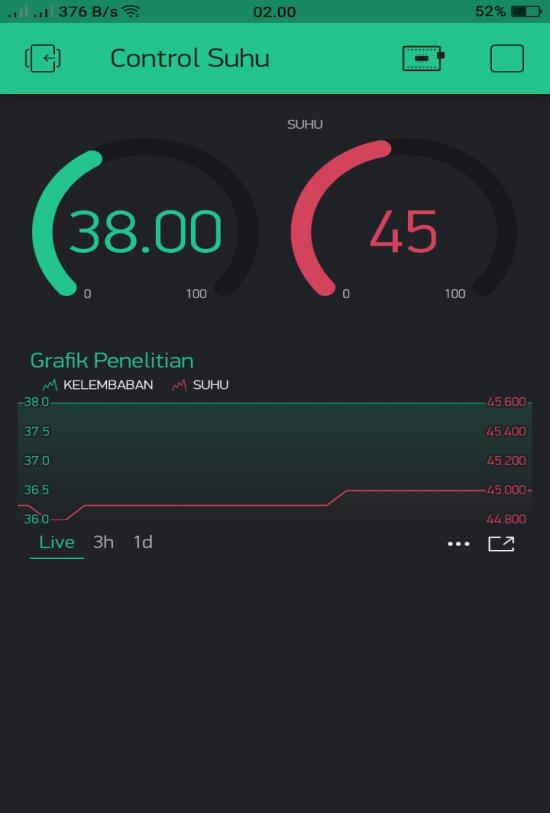 376 B/s 02.00 52%
Control Suhu
SUHU
38.00 45
0 100 0 100
Grafik Penelitian
KELEMBABAN SUHU
38.0 45.600
37.5 45.400
37.0 45.200
36.5 45.000
36.0 44.800
Live 3h 1d